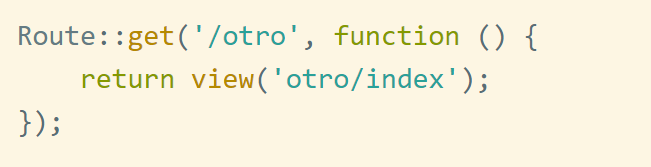 Route::get('/otro', function () {
    return view('otro/index');
});